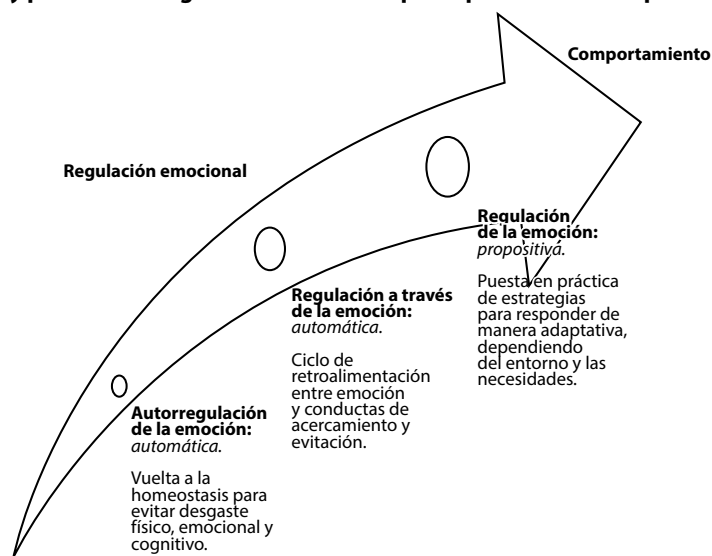 Comportamiento
Regulación emocional
Regulación
de la emoción:
propositiva.
Puesta en práctica
de estrategias
para responder de
manera adaptativa,
dependiendo
del entorno y las
necesidades.
Regulación a través
de la emoción:
automática.
Ciclo de
retroalimentación
entre emoción
y conductas de
acercamiento y
evitación.
Autorregulación
de la emoción:
automática.
Vuelta a la
homeostasis para
evitar desgaste
físico, emocional y
cognitivo.